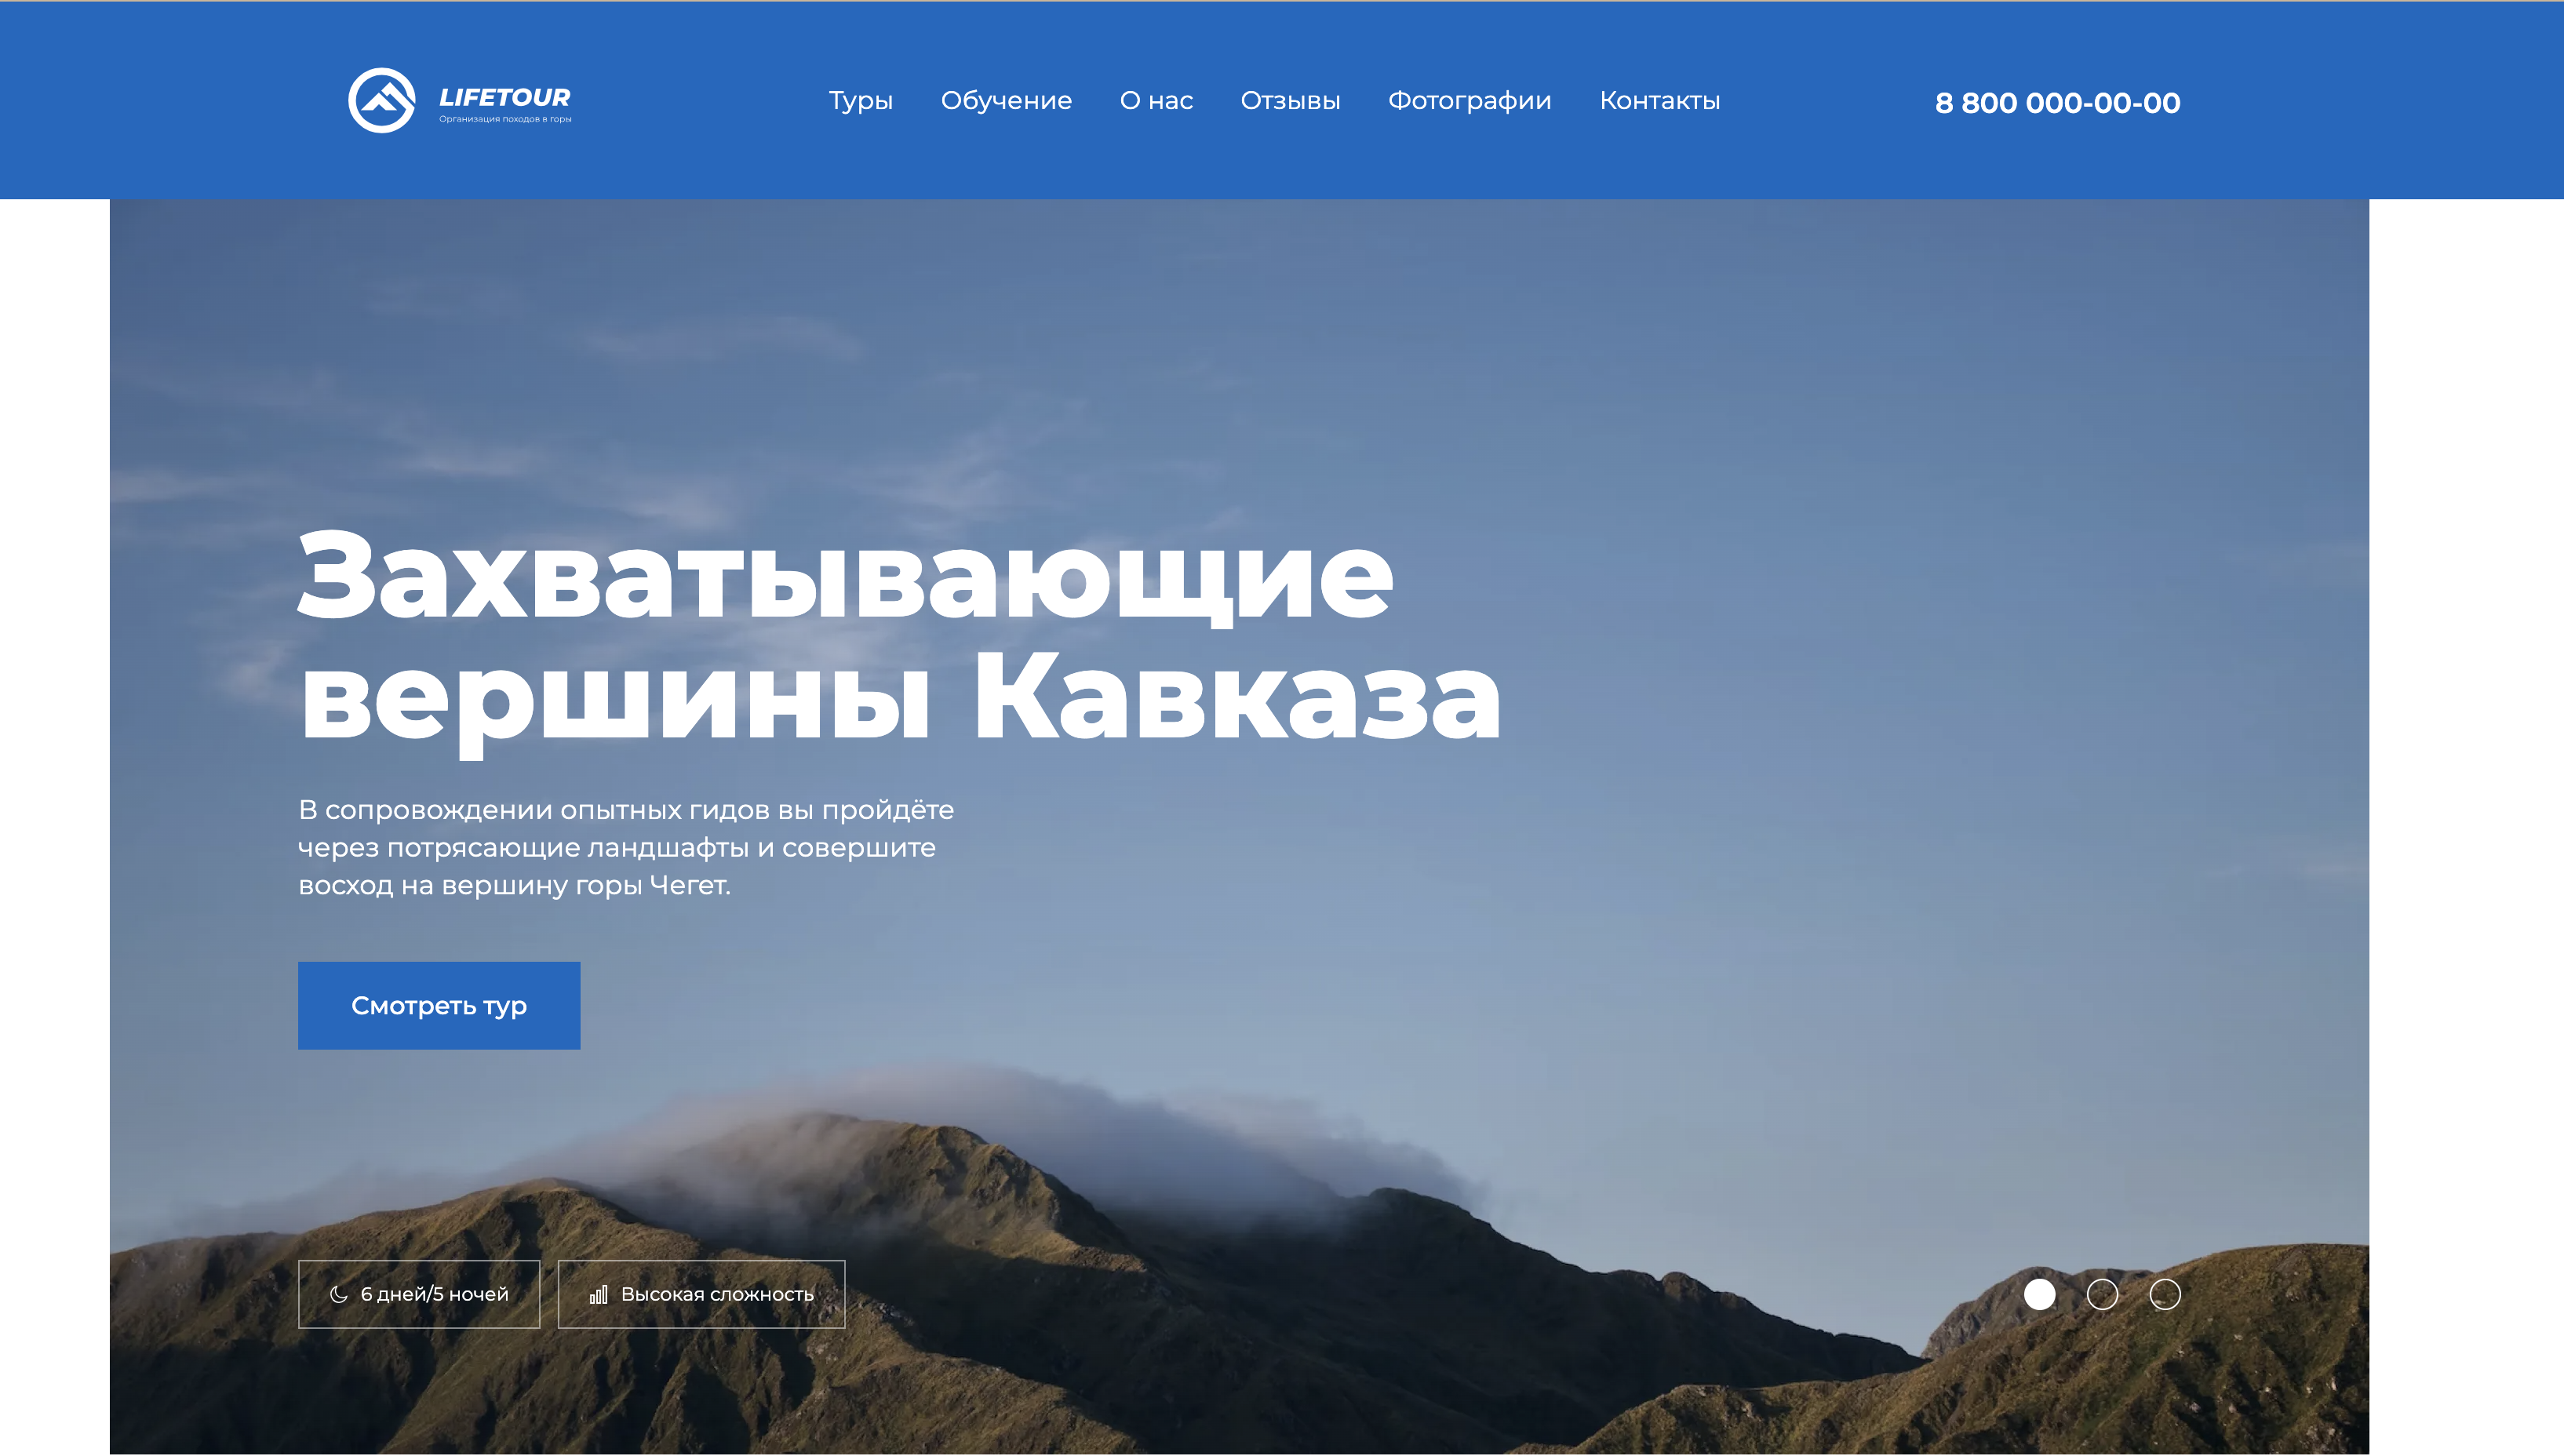 LIFETOUR
Организация походов в горы
Туры
Обучение
О нас
Отзывы
Фотографии
Контакты
8 800 000-00-00
Захватывающие
вершины Кавказа
В сопровождении опытных гидов вы пройдёте
через потрясающие ландшафты и совершите
восход на вершину горы Чегет.
Смотреть тур
6 дней/5 ночей
Высокая сложность